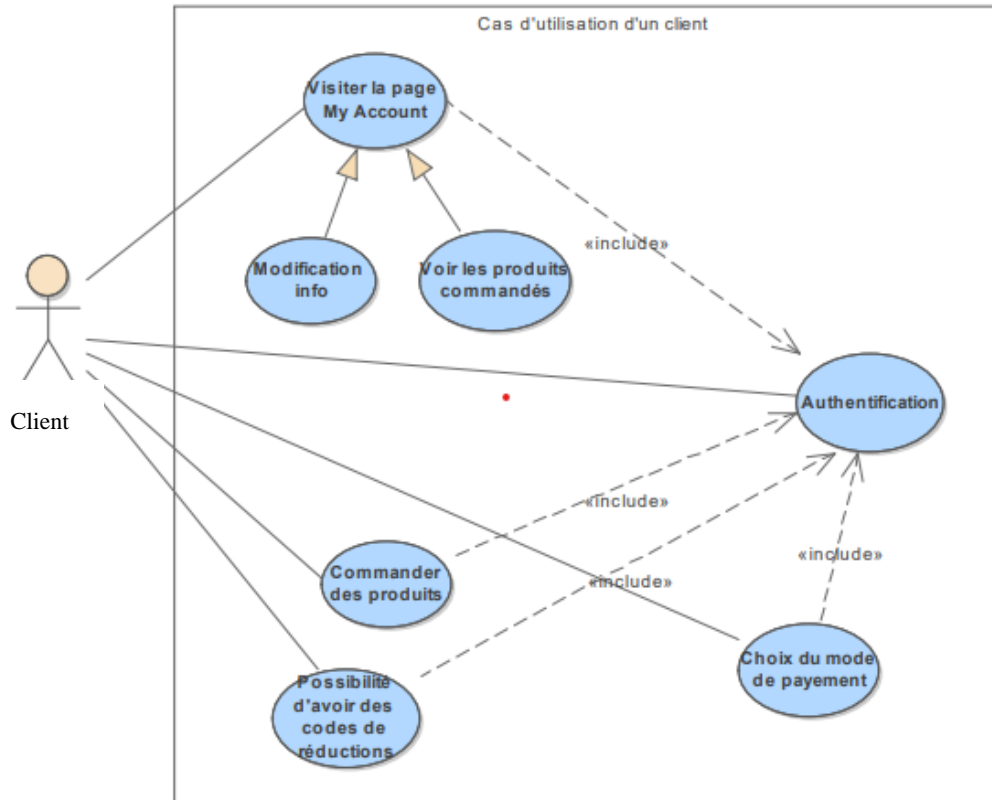 Cas d'utilisation d'un client
Visiter la page
My Account
«include»
Modification
info
Voir les produits
commandés
Client
Authentification
«include»
«include»
«include»
Commander
des produits
Choix du mode
de payement
Possibilité
d'avoir des
codes de
réductions